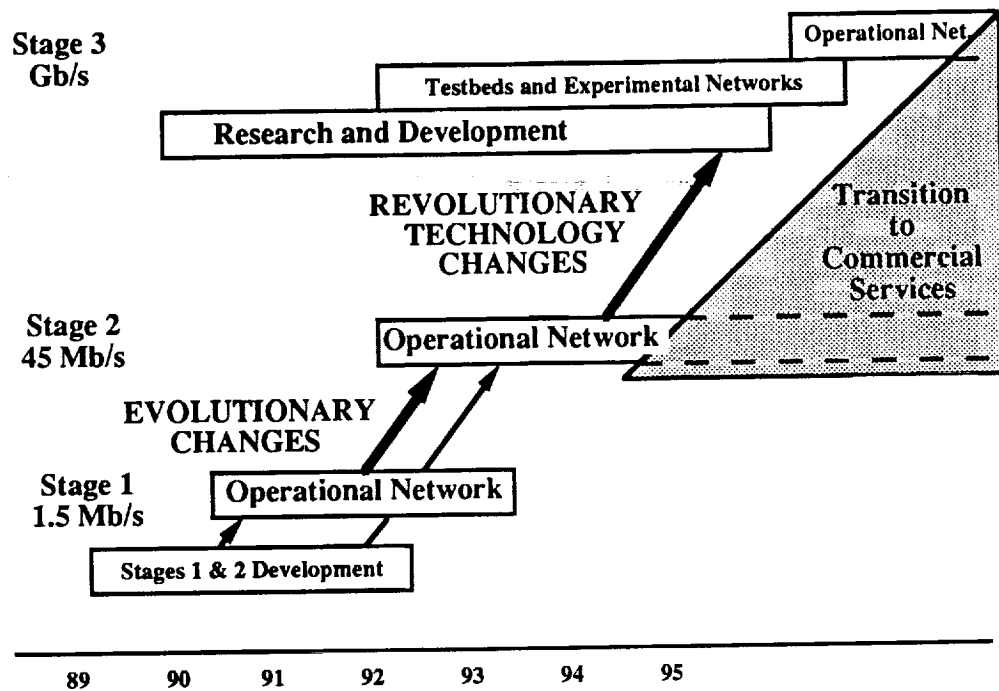 Stage 3
Gb/s
Operational Net.
Testbeds and Experimental Networks
Research and Development
REVOLUTIONARY
TECHNOLOGY
CHANGES
Transition
to
Commercial
Services
Stage 2
45 Mb/s
Operational Network
EVOLUTIONARY
CHANGES
Stage 1
1.5 Mb/s
Operational Network
Stages 1 & 2 Development
89 90 91 92 93 94 95